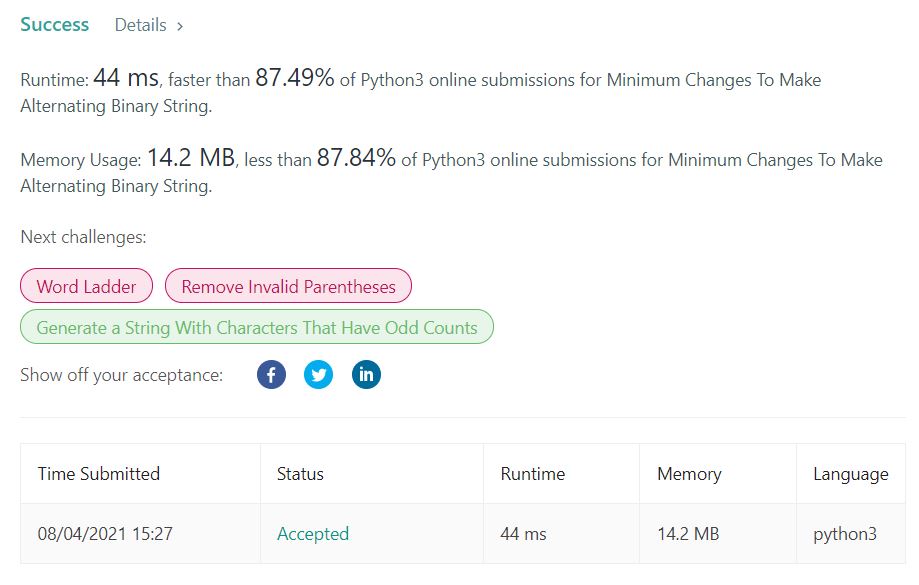 Success Details >
Runtime: 44 ms, faster than 87.49% of Python3 online submissions for Minimum Changes To Make
Alternating Binary String.
Memory Usage: 14.2 MB, less than 87.84% of Python3 online submissions for Minimum Changes To Make
Alternating Binary String.
Next challenges:
Word Ladder Remove Invalid Parentheses
Generate a String With Characters That Have Odd Counts
Show off your acceptance: f in
Time Submitted Status Runtime Memory Language
08/04/2021 15:27 Accepted 44 ms 14.2 MB python3